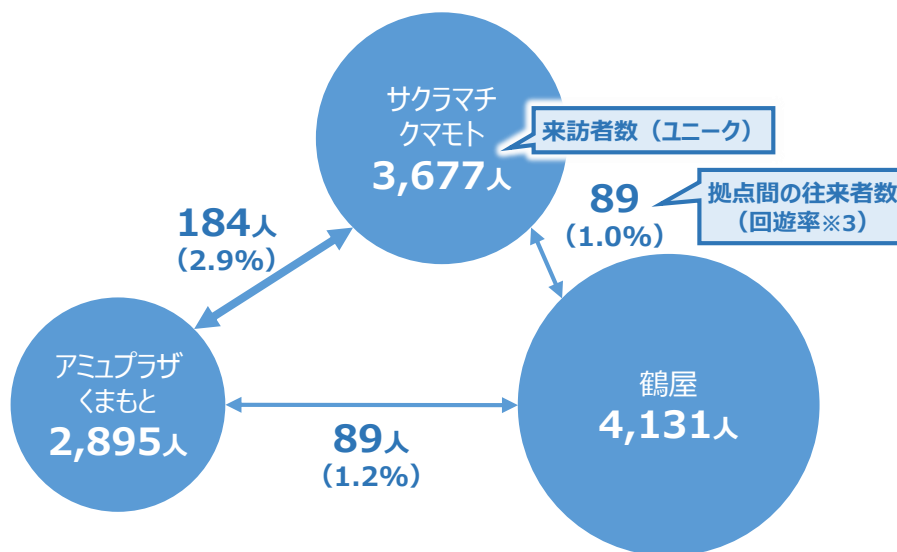 サクラマチ
クマモト
3,677人
来訪者数（ユニーク）
89
（1.0%）
拠点間の往来者数
（回遊率※3）
184人
（2.9%）
アミュプラザ
くまもと
2,895人
鶴屋
4,131人
89人
（1.2%）